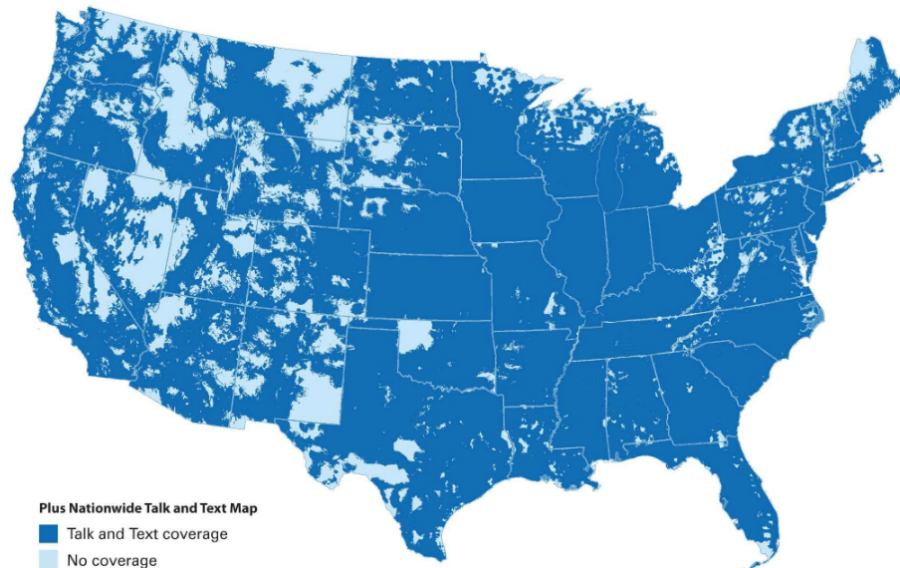 Plus Nationwide Talk and Text Map
Talk and Text coverage
No coverage